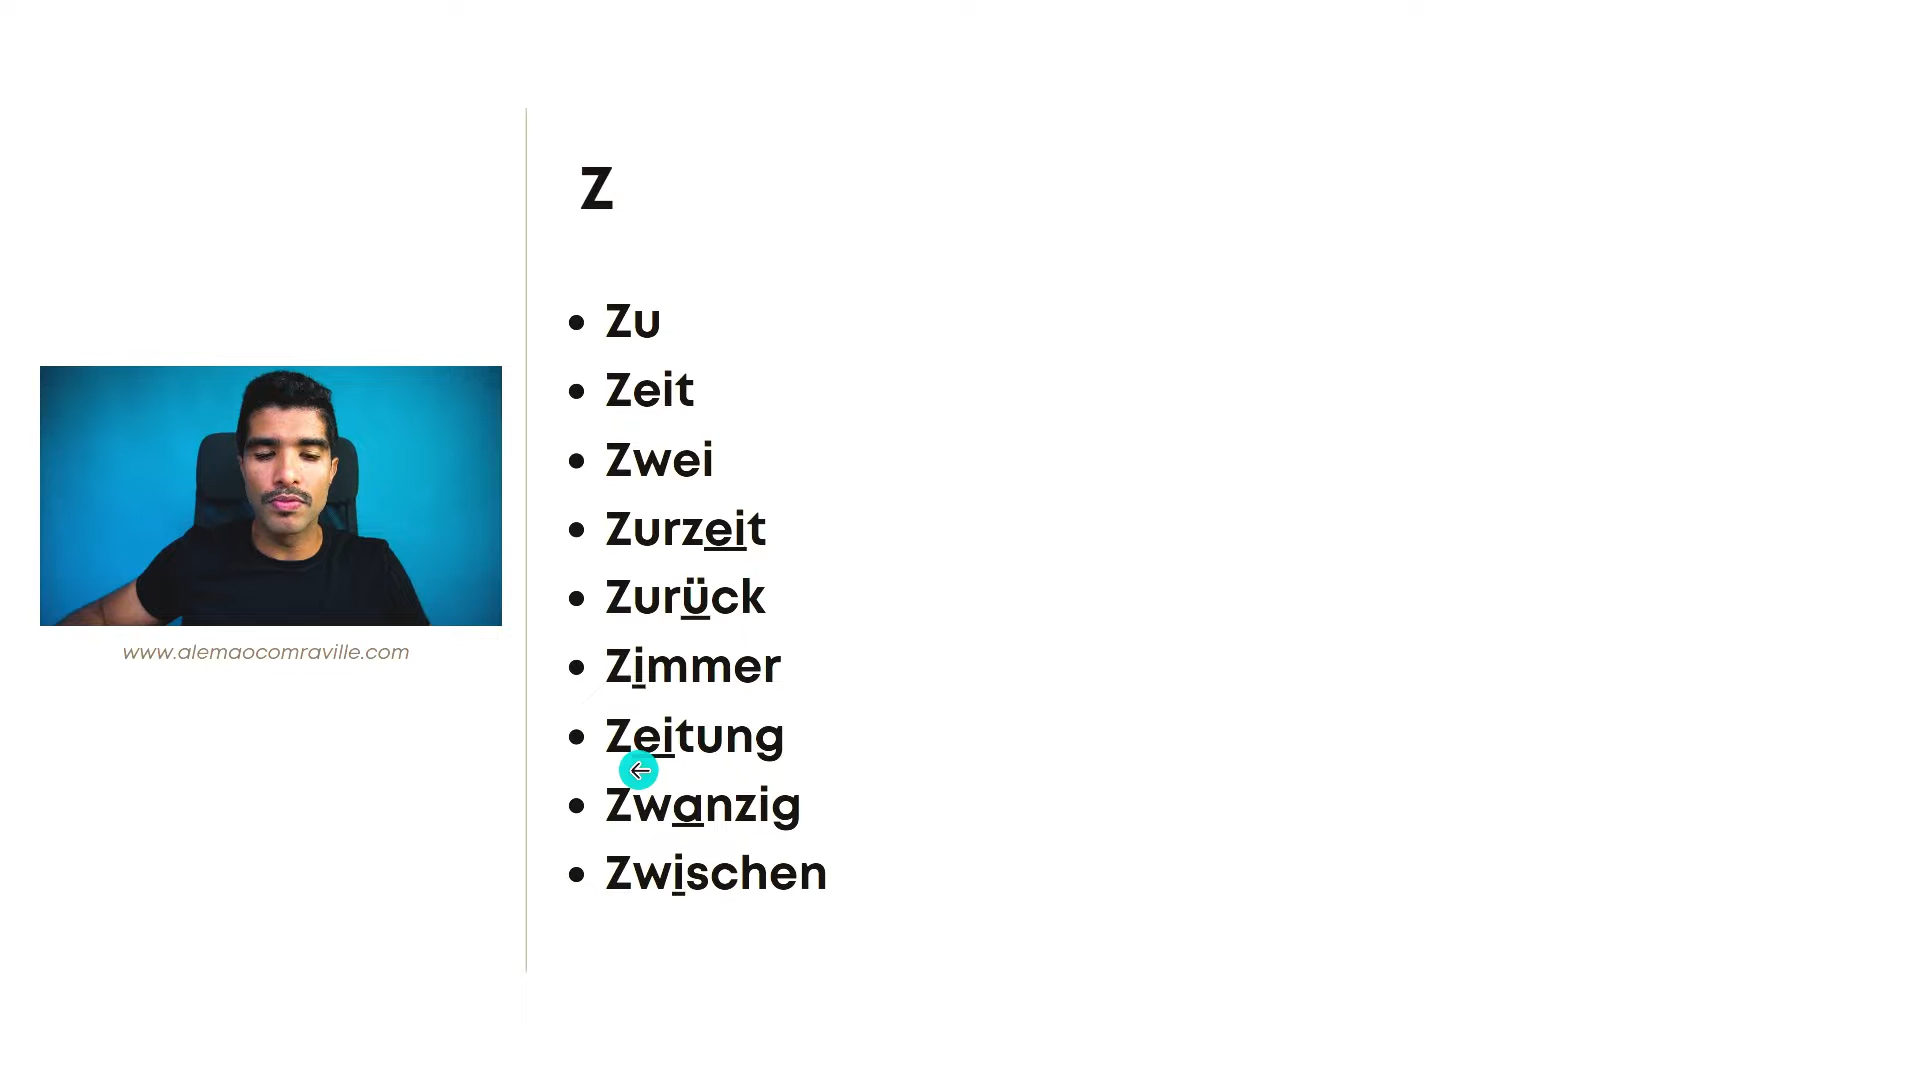 Z
• Zu
• Zeit
• Zwei
• Zurzeit
• Zurück
• Zimmer
• Zeitung
• Zwanzig
• Zwischen
www.alemaocomraville.com